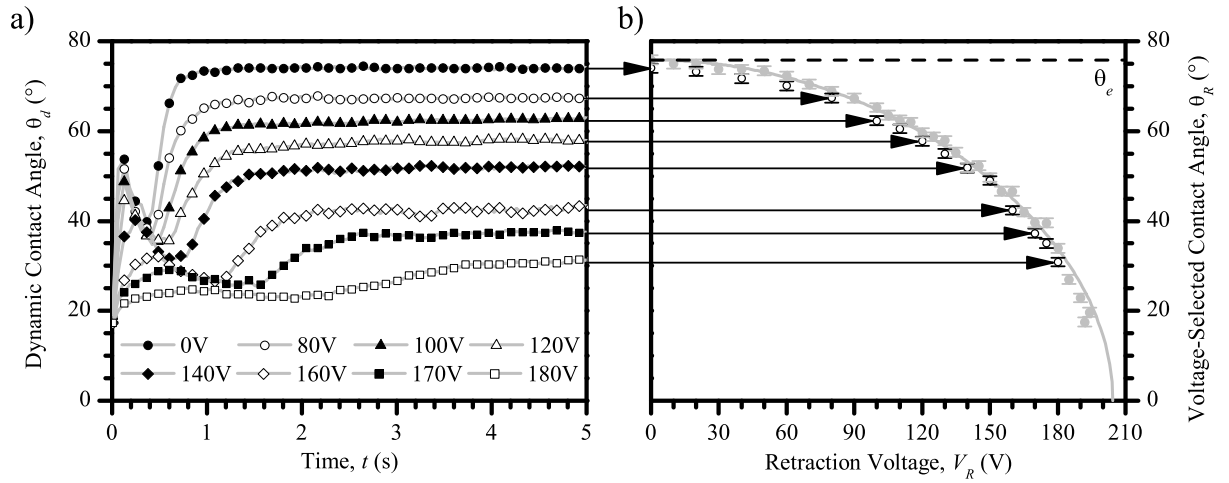 a)
b)
80
60
40
20
0
Dynamic Contact Angle, θd (°)
0V 80V 100V 120V
140V 160V 170V 180V
0 1 2 3 4 5
Time, t (s)
θe
0 30 60 90 120 150 180 210
Retraction Voltage, VR (V)
80
60
40
20
0
Voltage-Selected Contact Angle, θR (°)